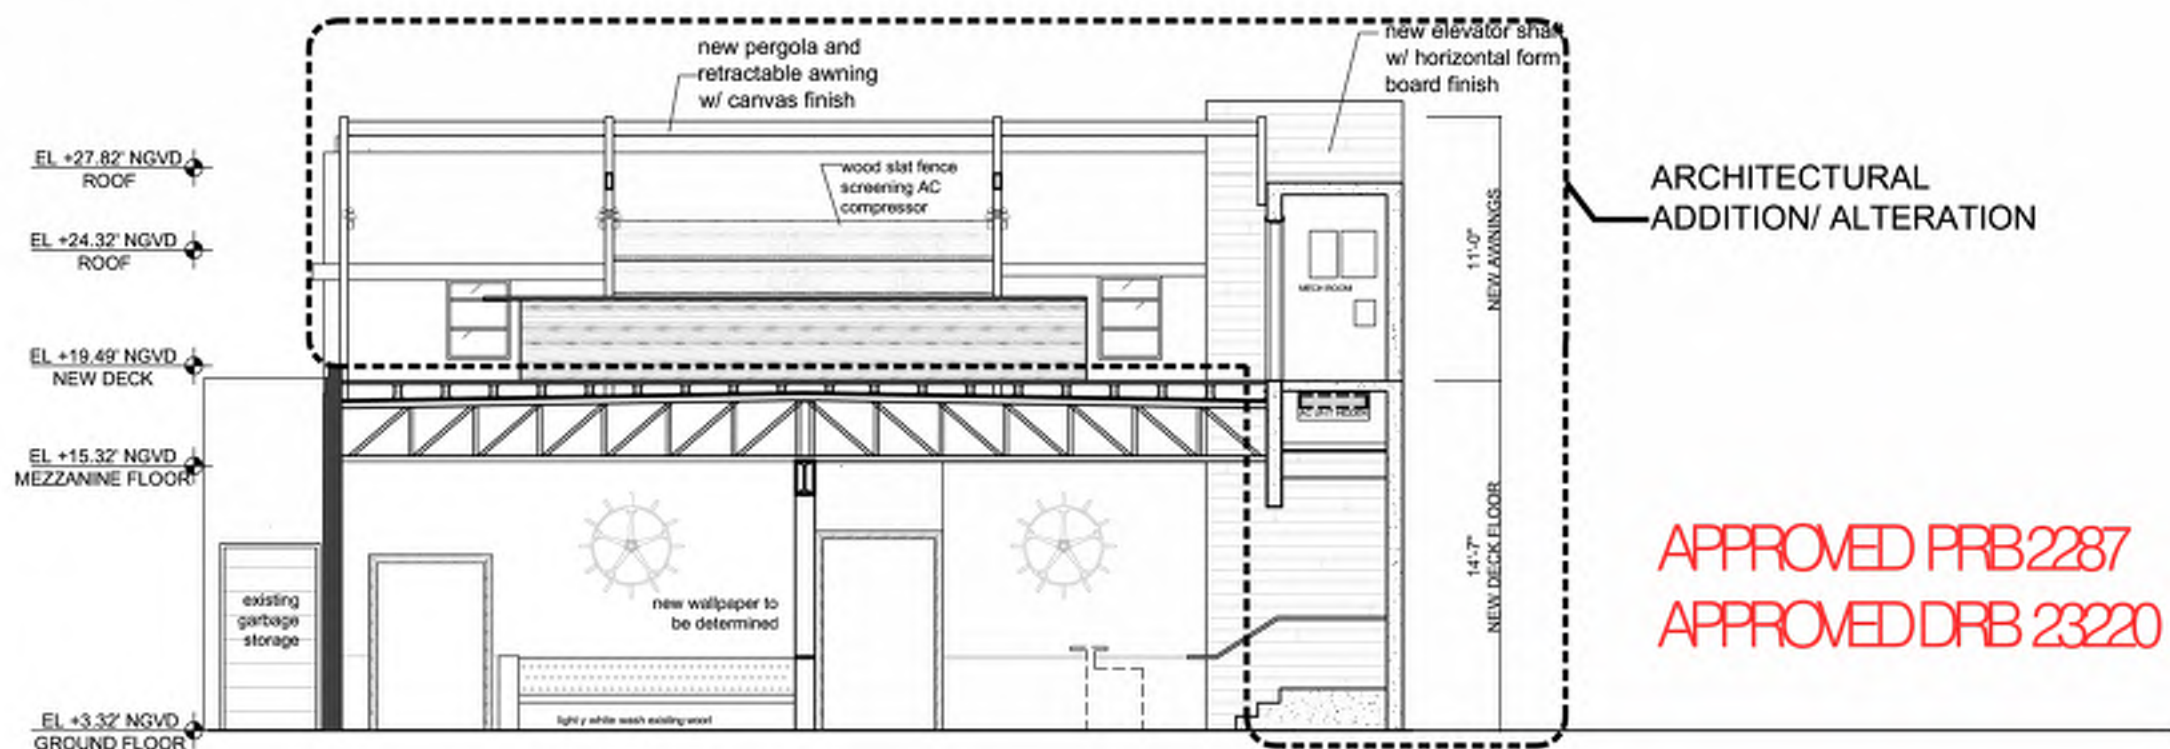 new pergola and
retractable awning
w/ canvas finish
new elevator shaft
w/ horizontal form
board finish
EL +27.82' NGVD
ROOF
wood slat fence
screening AC
compressor
ARCHITECTURAL
ADDITION/ ALTERATION
EL +24.32' NGVD
ROOF
11'-0"
NEW AWNINGS
MECH ROOM
EL +19.49' NGVD
NEW DECK
AC UNIT
EL +15.32' NGVD
MEZZANINE FLOOR
14'-7"
NEW DECK FLOOR
APPROVED PRB 2287
APPROVED DRB 23220
existing
garbage
storage
new wallpaper to
be determined
lightly white wash existing wood
EL +3.32' NGVD
GROUND FLOOR